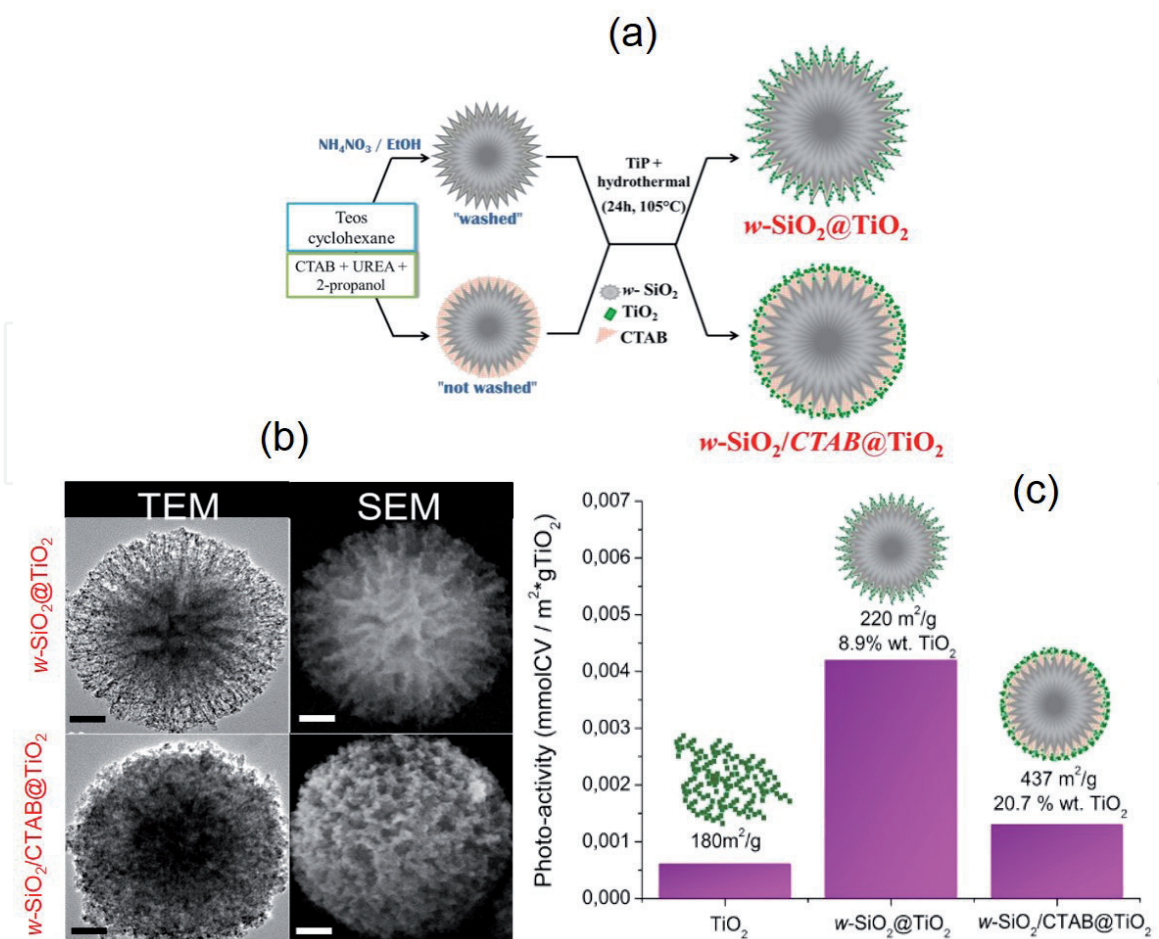 (a)
NH₄NO₃ / EtOH
Teos
cyclohexane
CTAB + UREA +
2-propanol
"washed"
"not washed"
TiP +
hydrothermal
(24h, 105°C)
w- SiO₂
TiO₂
CTAB
w-SiO₂@TiO₂
w-SiO₂/CTAB@TiO₂
(b)
TEM
SEM
w-SiO₂@TiO₂
w-SiO₂/CTAB@TiO₂
(c)
Photo-activity (mmolCV / m²*gTiO₂)
0,007
0,006
0,005
0,004
0,003
0,002
0,001
0,000
180m²/g
220 m²/g
8.9% wt. TiO₂
437 m²/g
20.7 % wt. TiO₂
TiO₂
w-SiO₂@TiO₂
w-SiO₂/CTAB@TiO₂